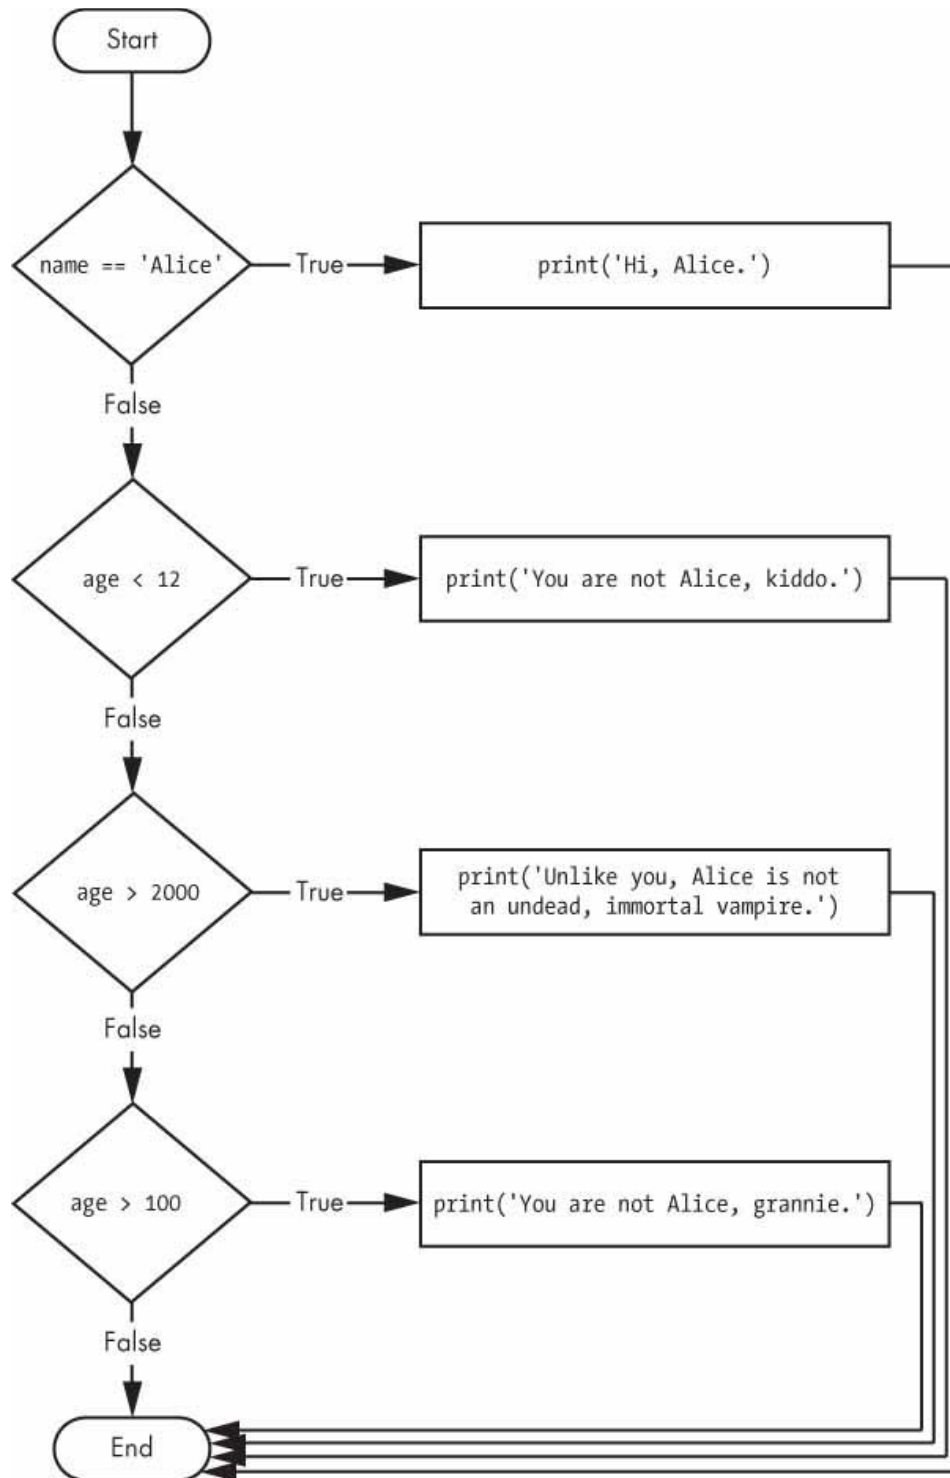 Start
name == 'Alice'
True
print('Hi, Alice.')
False
age < 12
True
print('You are not Alice, kiddo.')
False
age > 2000
True
print('Unlike you, Alice is not
an undead, immortal vampire.')
False
age > 100
True
print('You are not Alice, grannie.')
False
End